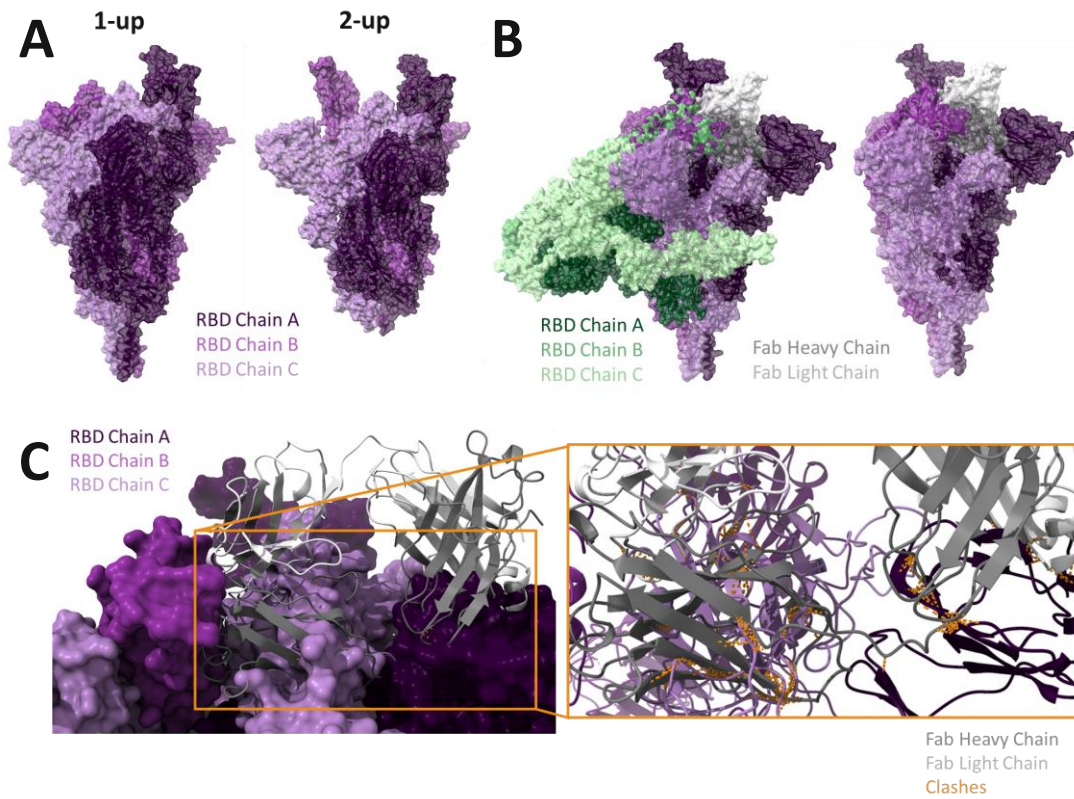 A
1-up
2-up
RBD Chain A
RBD Chain B
RBD Chain C
B
RBD Chain A
RBD Chain B
RBD Chain C
Fab Heavy Chain
Fab Light Chain
C
RBD Chain A
RBD Chain B
RBD Chain C
Fab Heavy Chain
Fab Light Chain
Clashes